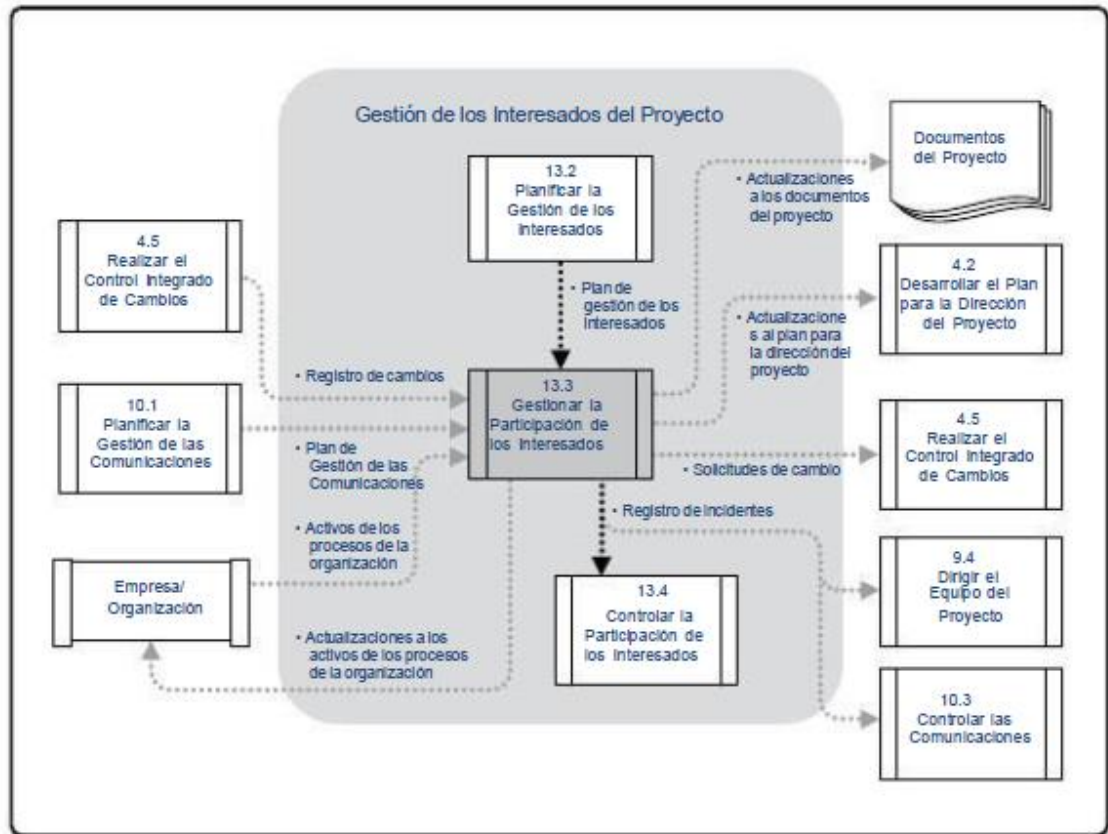 Gestión de los Interesados del Proyecto
13.2
Planificar la
Gestión de los
Interesados
Documentos
del Proyecto
• Actualizaciones
a los documentos
del proyecto
4.5
Realizar el
Control Integrado
de Cambios
4.2
Desarrollar el Plan
para la Dirección
del Proyecto
• Plan de
gestión de los
Interesados
• Actualizacione
s al plan para
la dirección del
proyecto
• Registro de cambios
13.3
Gestionar la
Participación de
los Interesados
10.1
Planificar la
Gestión de las
Comunicaciones
4.5
Realizar el
Control Integrado
de Cambios
• Plan de
Gestión de las
Comunicaciones
• Solicitudes de cambio
• Registro de Incidentes
• Activos de los
procesos de la
organización
Empresa/
Organización
13.4
Controlar la
Participación de
los Interesados
9.4
Dirigir el
Equipo del
Proyecto
• Actualizaciones a los
activos de los procesos
de la organización
10.3
Controlar las
Comunicaciones